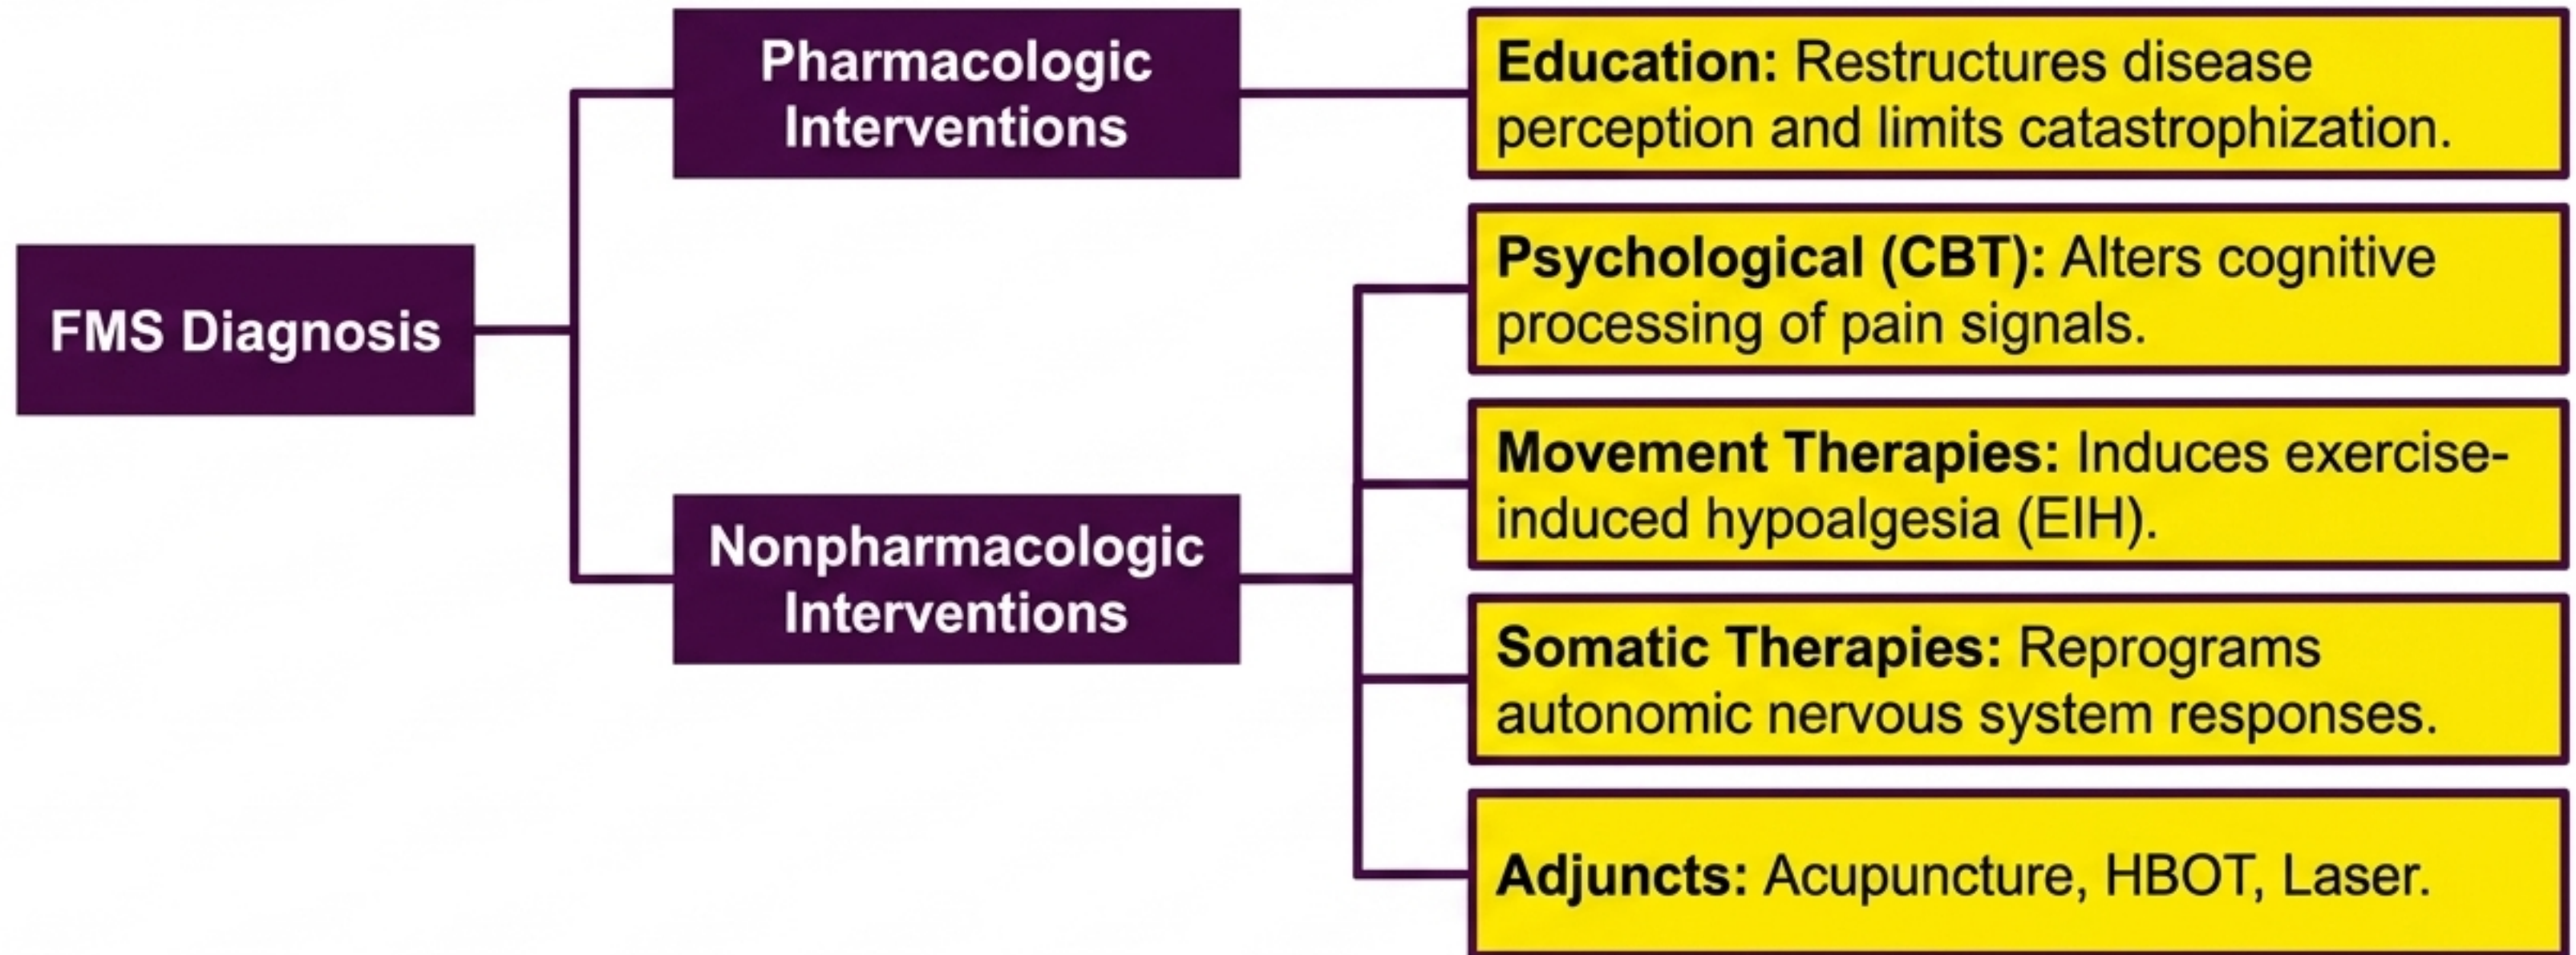 Pharmacologic
Interventions
Education: Restructures disease
perception and limits catastrophization.
Psychological (CBT): Alters cognitive
processing of pain signals.
FMS Diagnosis
Movement Therapies: Induces exercise-
induced hypoalgesia (EIH).
Nonpharmacologic
Interventions
Somatic Therapies: Reprograms
autonomic nervous system responses.
Adjuncts: Acupuncture, HBOT, Laser.